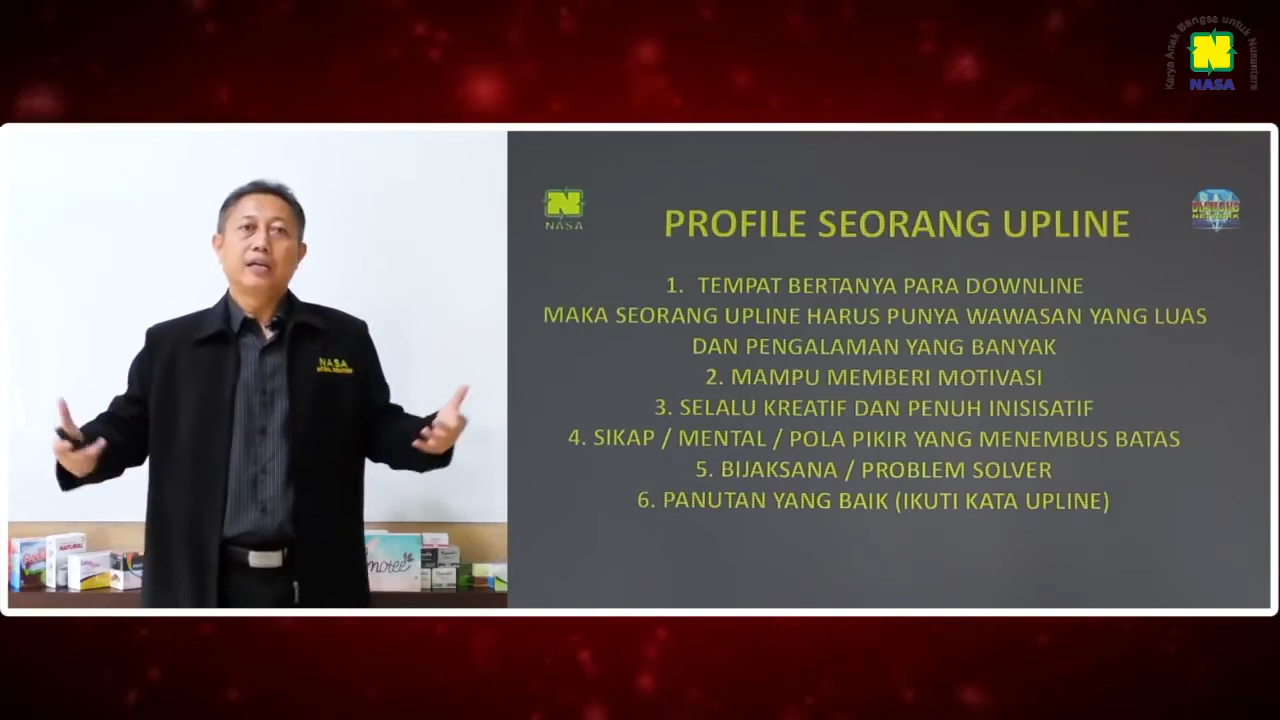 Karya Anak Bangsa untuk Nusantara
NASA
NASA
PROFILE SEORANG UPLINE
1. TEMPAT BERTANYA PARA DOWNLINE
MAKA SEORANG UPLINE HARUS PUNYA WAWASAN YANG LUAS
DAN PENGALAMAN YANG BANYAK
2. MAMPU MEMBERI MOTIVASI
3. SELALU KREATIF DAN PENUH INISISATIF
4. SIKAP / MENTAL / POLA PIKIR YANG MENEMBUS BATAS
5. BIJAKSANA / PROBLEM SOLVER
6. PANUTAN YANG BAIK (IKUTI KATA UPLINE)
NETWORK
NASA
NATURAL